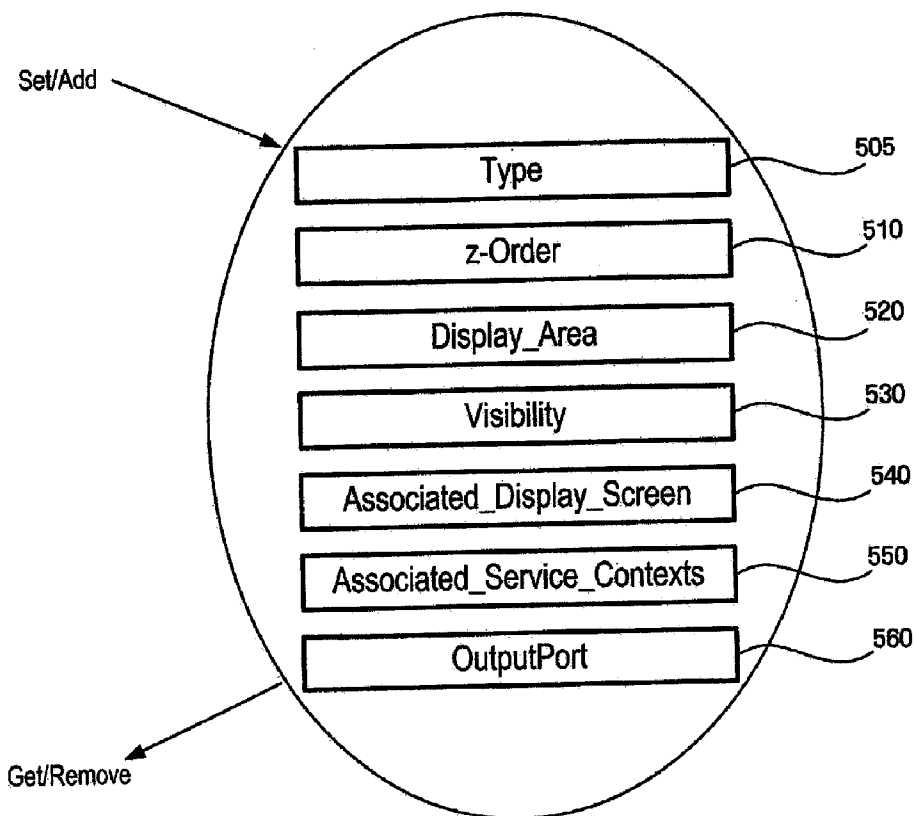 Set/Add
Type
505
z-Order
510
Display_Area
520
Visibility
530
Associated_Display_Screen
540
Associated_Service_Contexts
550
OutputPort
560
Get/Remove